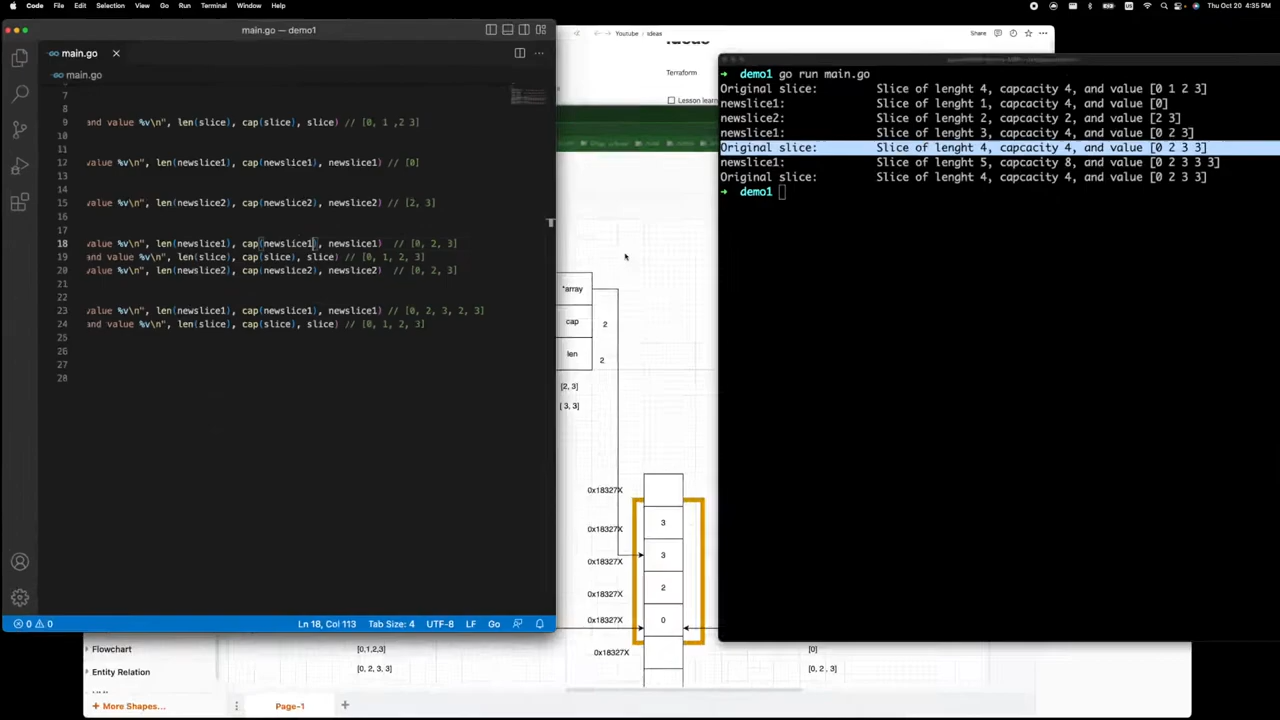 Code File Edit Selection View Go Run Terminal Window Help
Thu Oct 20 4:35 PM
main.go — demo1
main.go
main.go
7
8
9 and value %v\n", len(slice), cap(slice), slice) // [0, 1 ,2 3]
10
11
12 value %v\n", len(newslice1), cap(newslice1), newslice1) // [0]
13
14
15 value %v\n", len(newslice2), cap(newslice2), newslice2) // [2, 3]
16
17
18 value %v\n", len(newslice1), cap(newslice1), newslice1) // [0, 2, 3]
19 and value %v\n", len(slice), cap(slice), slice) // [0, 1, 2, 3]
20 value %v\n", len(newslice2), cap(newslice2), newslice2) // [0, 2, 3]
21
22
23 value %v\n", len(newslice1), cap(newslice1), newslice1) // [0, 2, 3, 2, 3]
24 and value %v\n", len(slice), cap(slice), slice) // [0, 1, 2, 3]
25
26
27
28
0 0 Ln 18, Col 113 Tab Size: 4 UTF-8 LF Go
Youtube / Ideas
Share
Ideas
Terraform
*array
cap
2
len
2
[2, 3]
[ 3, 3]
0x18327X
0x18327X
3
0x18327X
3
0x18327X
2
0x18327X
0
0x18327X
demo1 go run main.go
Original slice: Slice of lenght 4, capcacity 4, and value [0 1 2 3]
newslice1: Slice of lenght 1, capcacity 4, and value [0]
newslice2: Slice of lenght 2, capcacity 2, and value [2 3]
newslice1: Slice of lenght 3, capcacity 4, and value [0 2 3]
Original slice: Slice of lenght 4, capcacity 4, and value [0 2 3 3]
newslice1: Slice of lenght 5, capcacity 8, and value [0 2 3 3 3]
Original slice: Slice of lenght 4, capcacity 4, and value [0 2 3 3]
demo1
Flowchart
Entity Relation
[0,1,2,3]
[0, 2, 3, 3]
[0]
[0, 2 , 3]
+ More Shapes...
Page-1